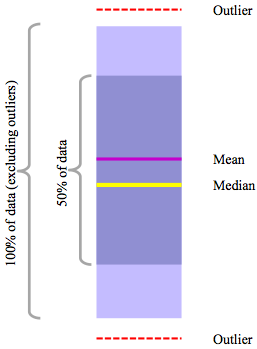 Outlier
100% of data (excluding outliers)
50% of data
Mean
Median
Outlier